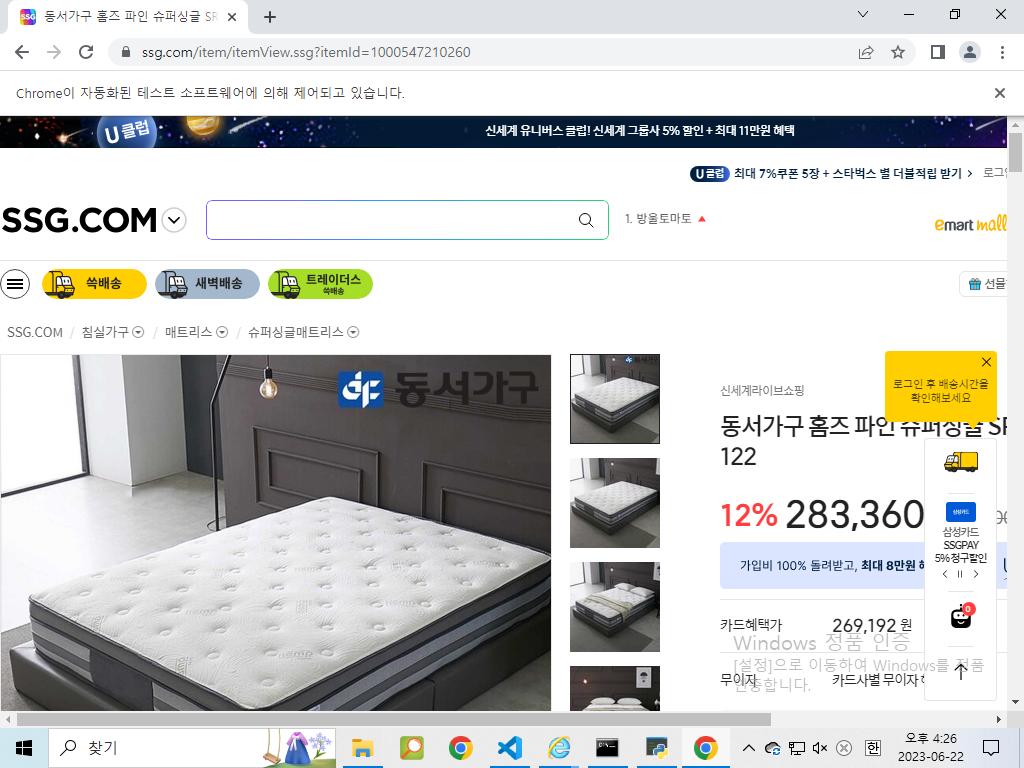 동서가구 홈즈 파인 슈퍼싱글 SR
ssg.com/item/itemView.ssg?itemId=1000547210260
Chrome이 자동화된 테스트 소프트웨어에 의해 제어되고 있습니다.
U 클럽
신세계 유니버스 클럽! 신세계 그룹사 5% 할인 + 최대 11만원 혜택
U 클럽 최대 7%쿠폰 5장 + 스타벅스 별 더블적립 받기 >
로그인
SSG.COM
1. 방울토마토
emart mall
쓱배송
새벽배송
트레이더스
쓱배송
선물
SSG.COM / 침실가구 / 매트리스 / 슈퍼싱글매트리스
동서가구
로그인 후 배송시간을
확인해보세요
신세계라이브쇼핑
동서가구 홈즈 파인 슈퍼싱글 SF
122
12% 283,360
가입비 100% 돌려받고, 최대 8만원
삼성카드
삼성카드
SSGPAY
5% 청구할인
0
카드혜택가 269,192 원
무이자 카드사별 무이자
Windows 정품 인증
[설정]으로 이동하여 Windows를 정품
인증합니다.
찾기
한
오후 4:26
2023-06-22